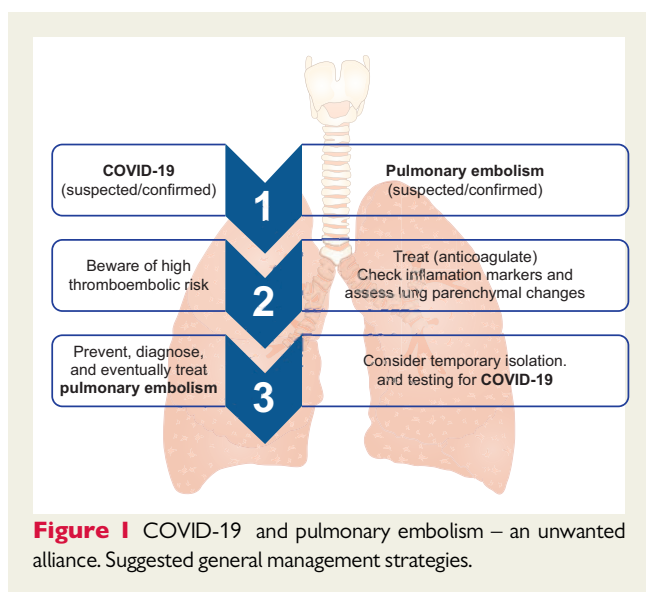 COVID-19
(suspected/confirmed)
1
Pulmonary embolism
(suspected/confirmed)
Beware of high
thromboembolic risk
2
Treat (anticoagulate)
Check inflamation markers and
assess lung parenchymal changes
Prevent, diagnose,
and eventually treat
pulmonary embolism
3
Consider temporary isolation.
and testing for COVID-19
Figure 1 COVID-19 and pulmonary embolism – an unwanted
alliance. Suggested general management strategies.